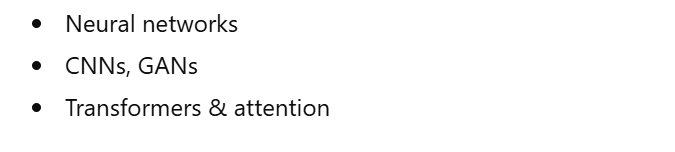 • Neural networks
• CNNs, GANs
• Transformers & attention